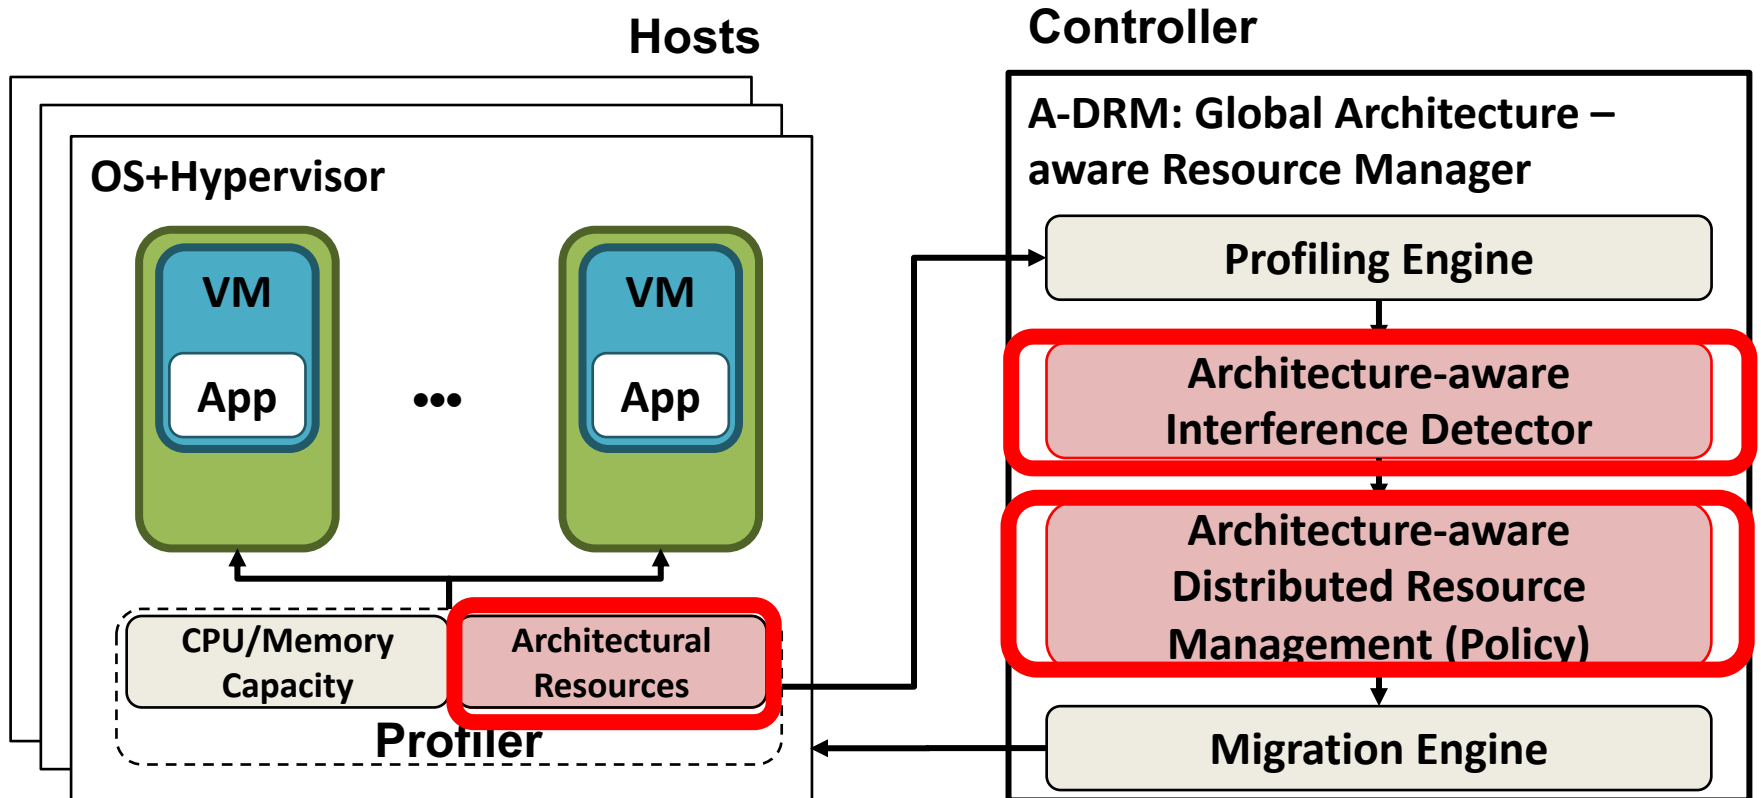 Hosts
OS+Hypervisor
VM
App
•••
VM
App
CPU/Memory
Capacity
Architectural
Resources
Profiler
Controller
A-DRM: Global Architecture –
aware Resource Manager
Profiling Engine
Architecture-aware
Interference Detector
Architecture-aware
Distributed Resource
Management (Policy)
Migration Engine